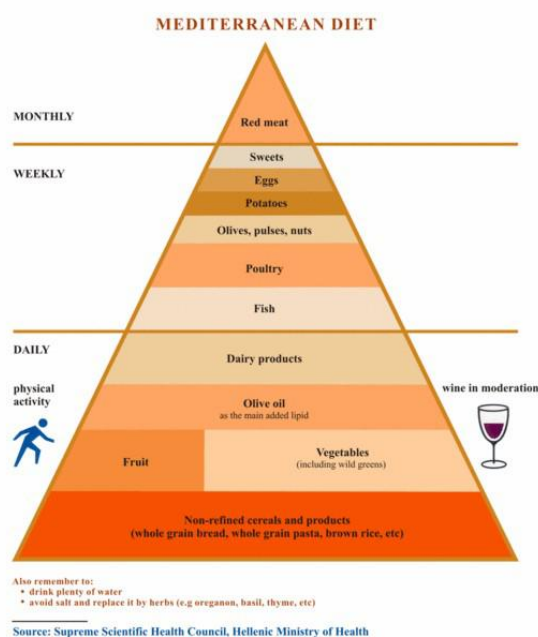 MEDITERRANEAN DIET
MONTHLY
Red meat
WEEKLY
Sweets
Eggs
Potatoes
Olives, pulses, nuts
Poultry
Fish
DAILY
Dairy products
physical
activity
wine in moderation
Olive oil
as the main added lipid
Fruit
Vegetables
(including wild greens)
Non-refined cereals and products
(whole grain bread, whole grain pasta, brown rice, etc)
Also remember to:
• drink plenty of water
• avoid salt and replace it by herbs (e.g oreganon, basil, thyme, etc)
Source: Supreme Scientific Health Council, Hellenic Ministry of Health